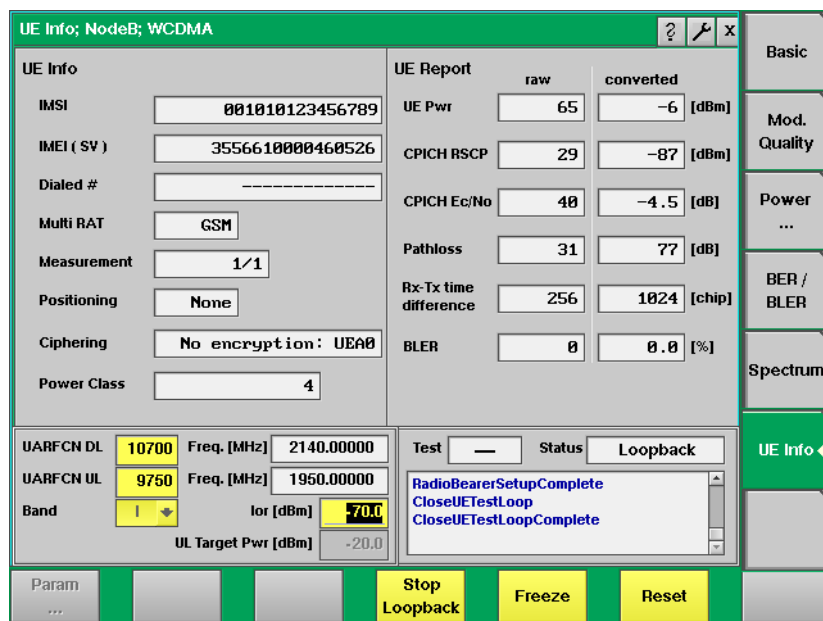 UE Info; NodeB; WCDMA ? x
Basic
Mod.
Quality
Power
...
BER /
BLER
Spectrum
UE Info
UE Info
IMSI 001010123456789
IMEI ( SV ) 3556610000460526
Dialed # -------------
Multi RAT GSM
Measurement 1/1
Positioning None
Ciphering No encryption: UEA0
Power Class 4
UE Report raw converted
UE Pwr 65 -6 [dBm]
CPICH RSCP 29 -87 [dBm]
CPICH Ec/No 40 -4.5 [dB]
Pathloss 31 77 [dB]
Rx-Tx time
difference 256 1024 [chip]
BLER 0 0.0 [%]
UARFCN DL 10700 Freq. [MHz] 2140.00000
UARFCN UL 9750 Freq. [MHz] 1950.00000
Band I Ior [dBm] -70.0
UL Target Pwr [dBm] -20.0
Test — Status Loopback
RadioBearerSetupComplete
CloseUETestLoop
CloseUETestLoopComplete
Param
...
Stop
Loopback
Freeze
Reset